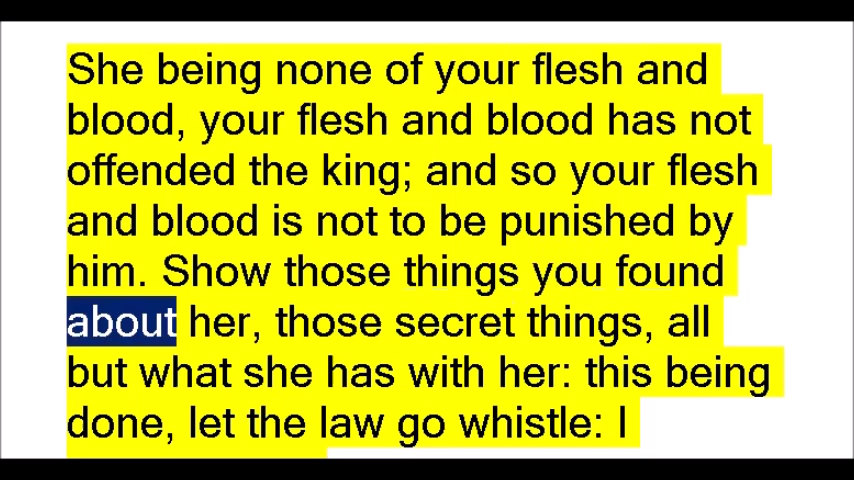 She being none of your flesh and
blood, your flesh and blood has not
offended the king; and so your flesh
and blood is not to be punished by
him. Show those things you found
about her, those secret things, all
but what she has with her: this being
done, let the law go whistle: I